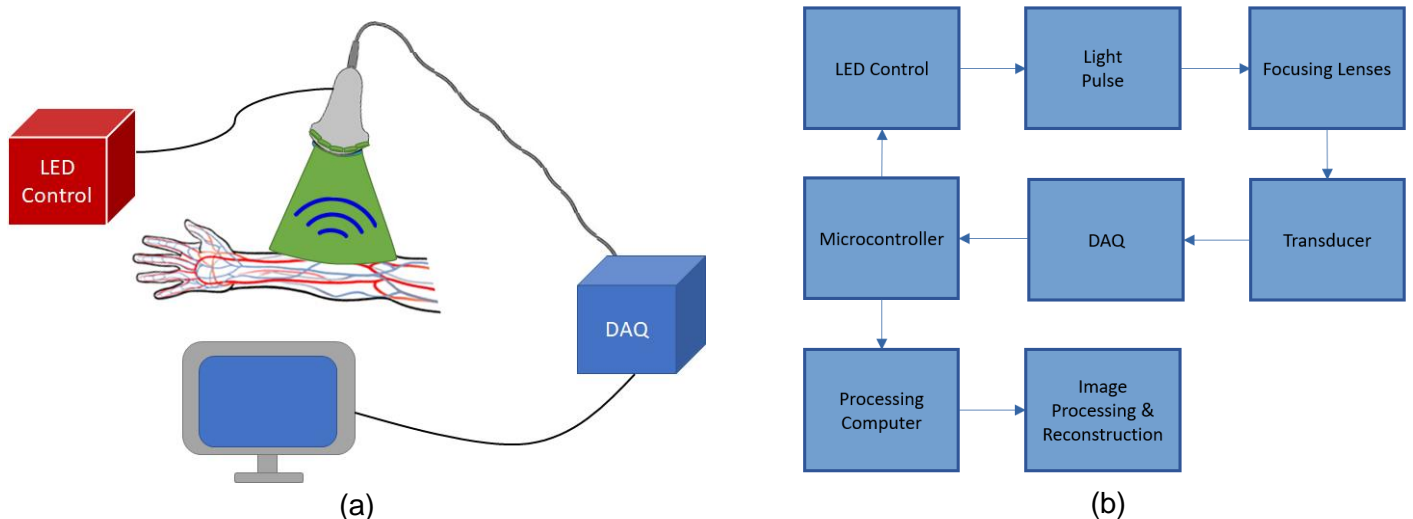 LED
Control
DAQ
(a)
LED Control
Light
Pulse
Focusing Lenses
Microcontroller
DAQ
Transducer
Processing
Computer
Image
Processing &
Reconstruction
(b)